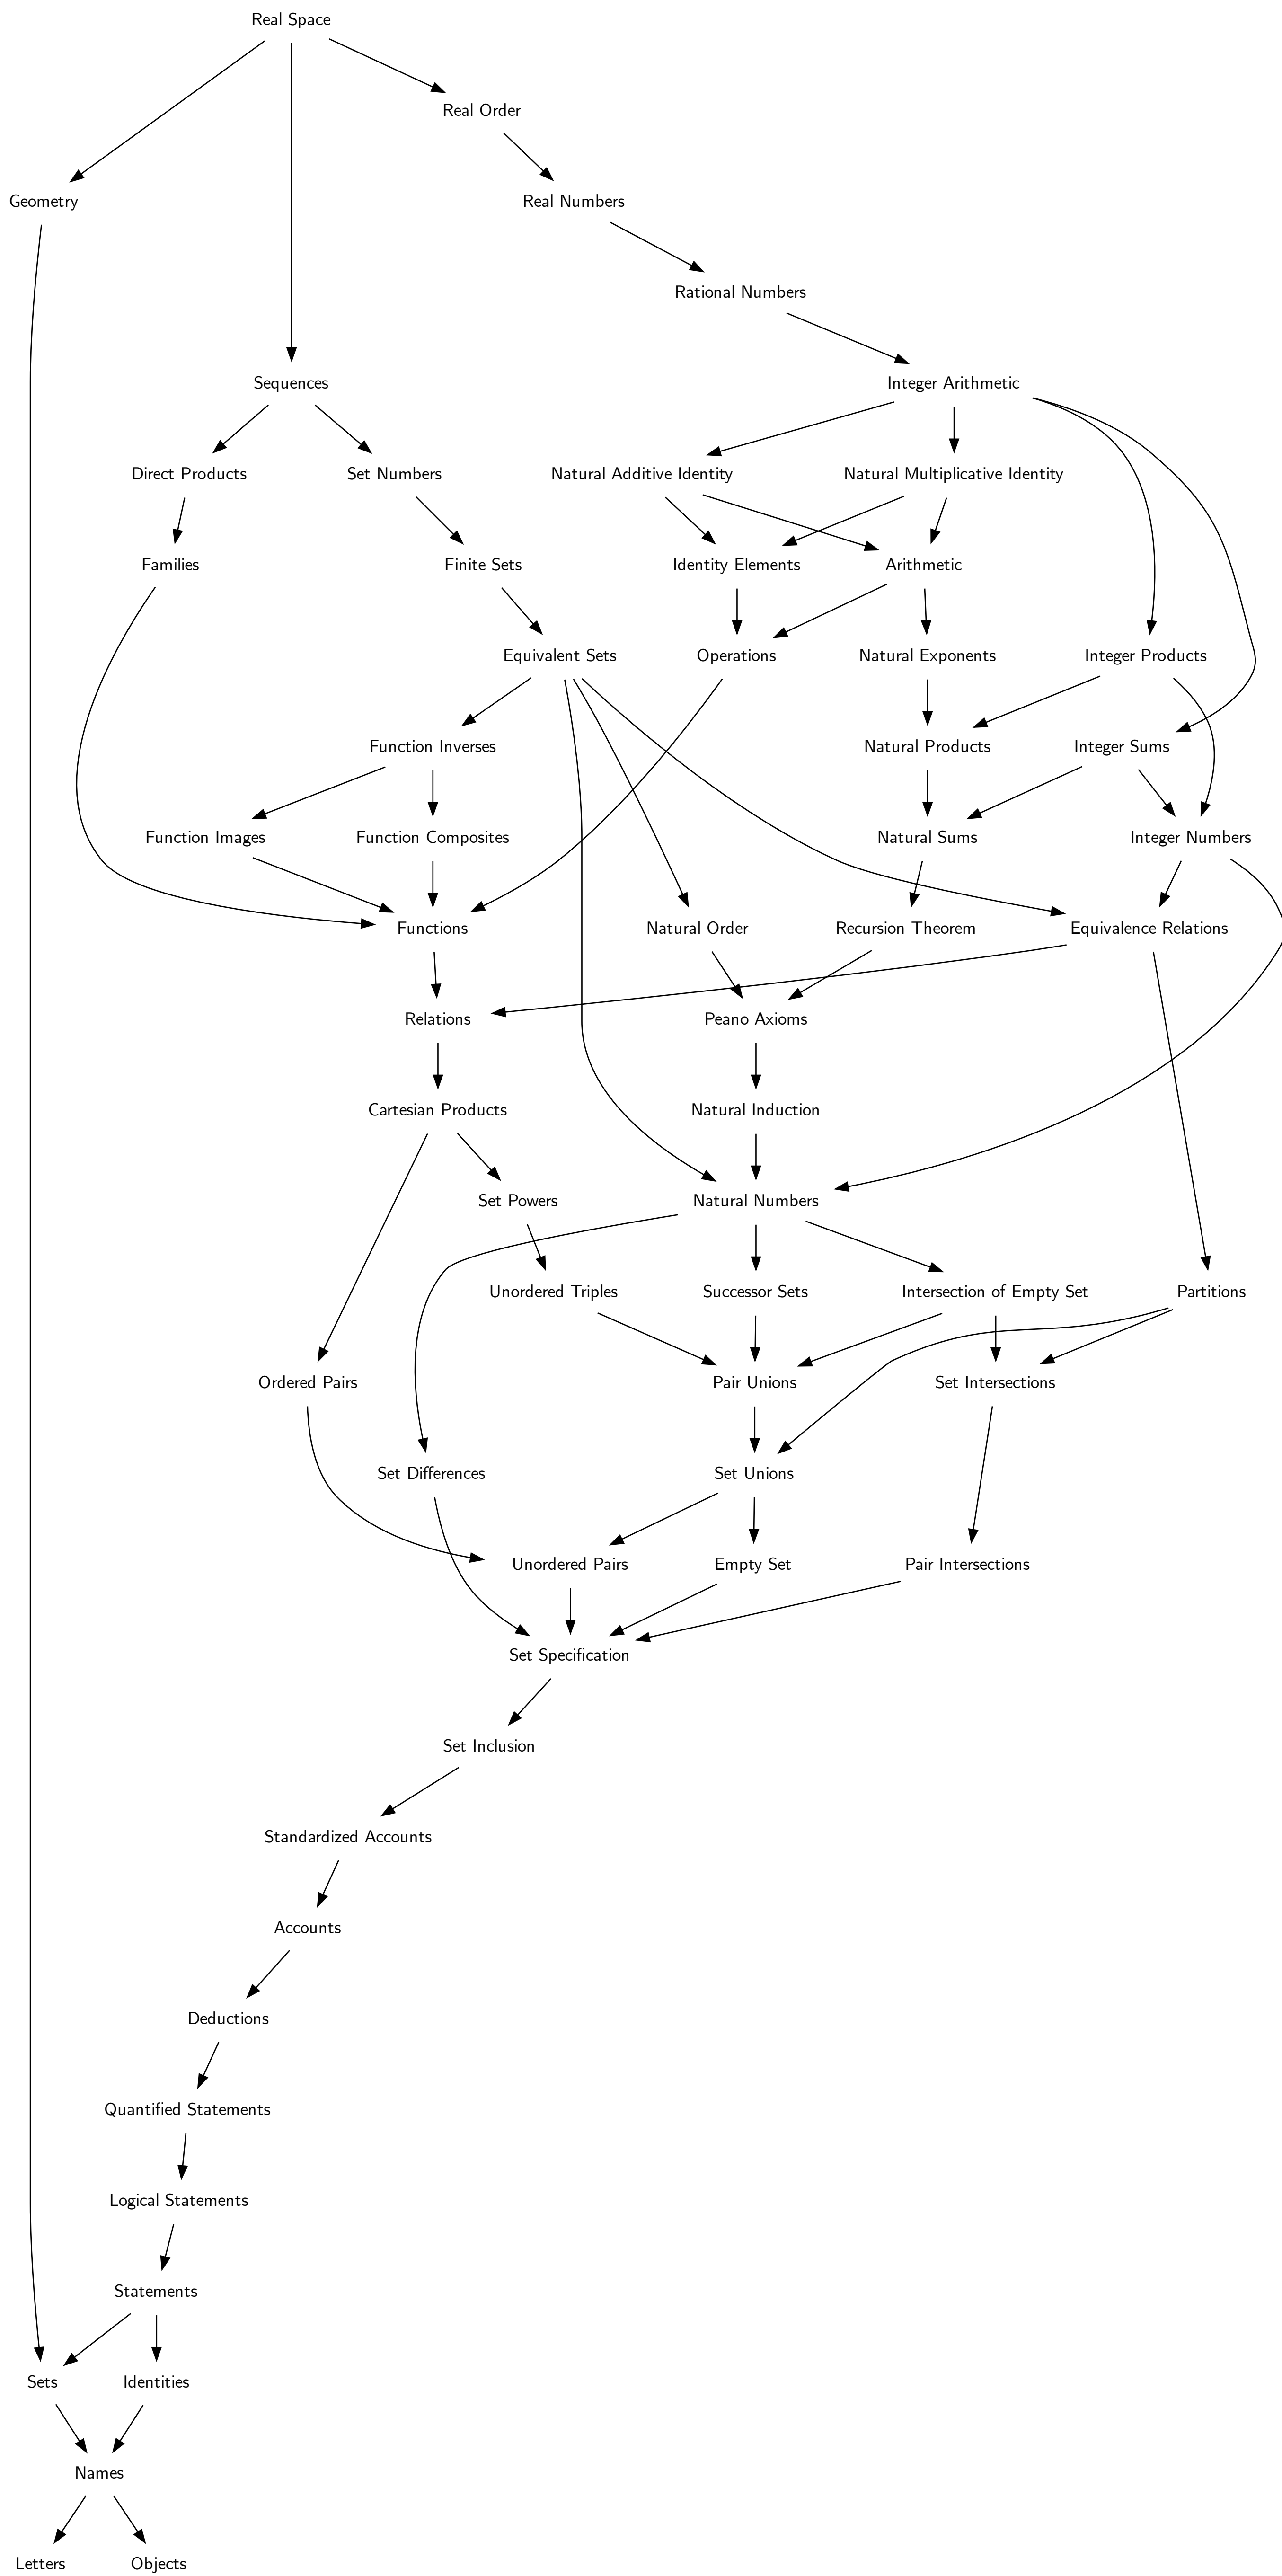 Real Space
Real Order
Geometry
Real Numbers
Rational Numbers
Sequences
Integer Arithmetic
Direct Products
Set Numbers
Natural Additive Identity
Natural Multiplicative Identity
Families
Finite Sets
Identity Elements
Arithmetic
Equivalent Sets
Operations
Natural Exponents
Integer Products
Function Inverses
Natural Products
Integer Sums
Function Images
Function Composites
Natural Sums
Integer Numbers
Functions
Natural Order
Recursion Theorem
Equivalence Relations
Relations
Peano Axioms
Cartesian Products
Natural Induction
Set Powers
Natural Numbers
Unordered Triples
Successor Sets
Intersection of Empty Set
Partitions
Ordered Pairs
Pair Unions
Set Intersections
Set Differences
Set Unions
Unordered Pairs
Empty Set
Pair Intersections
Set Specification
Set Inclusion
Standardized Accounts
Accounts
Deductions
Quantified Statements
Logical Statements
Statements
Sets
Identities
Names
Letters
Objects